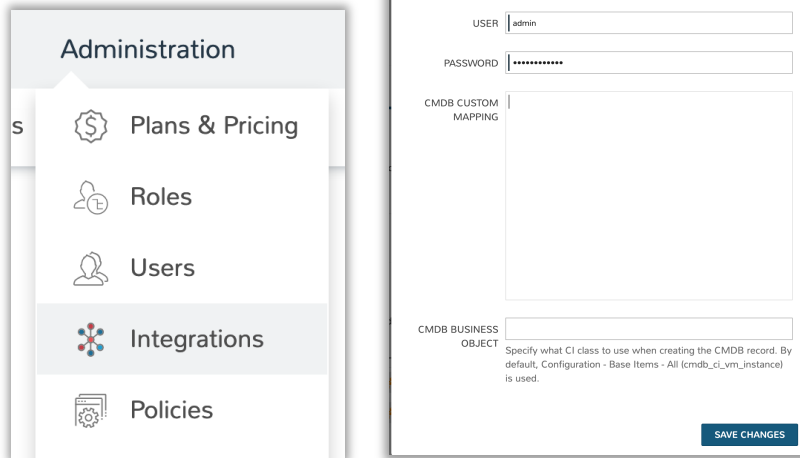 Administration
s
Plans & Pricing
Roles
Users
Integrations
Policies
USER
admin
PASSWORD
••••••••••••
CMDB CUSTOM
MAPPING
CMDB BUSINESS
OBJECT
Specify what CI class to use when creating the CMDB record. By
default, Configuration - Base Items - All (cmdb_ci_vm_instance)
is used.
SAVE CHANGES